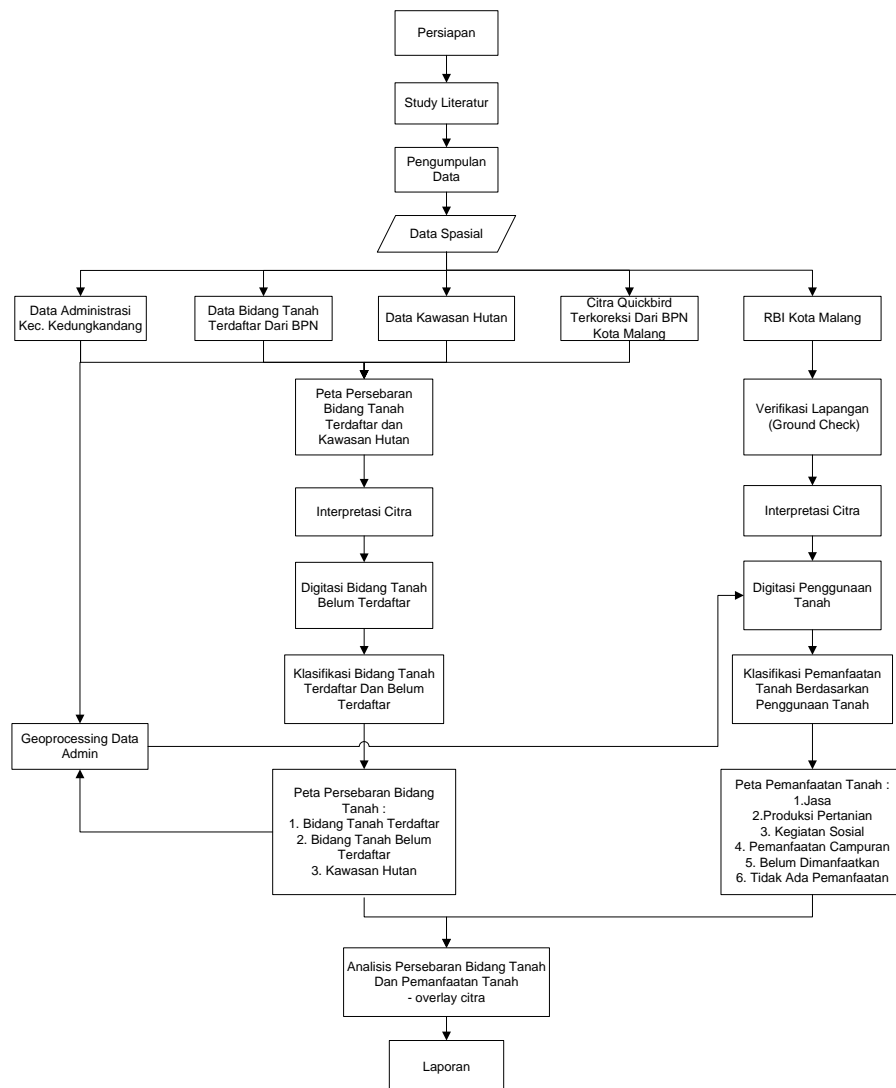 Persiapan
Study Literatur
Pengumpulan
Data
Data Spasial
Data Administrasi
Kec. Kedungkandang
Data Bidang Tanah
Terdaftar Dari BPN
Data Kawasan Hutan
Citra Quickbird
Terkoreksi Dari BPN
Kota Malang
RBI Kota Malang
Peta Persebaran
Bidang Tanah
Terdaftar dan
Kawasan Hutan
Verifikasi Lapangan
(Ground Check)
Interpretasi Citra
Interpretasi Citra
Digitasi Bidang Tanah
Belum Terdaftar
Digitasi Penggunaan
Tanah
Klasifikasi Bidang Tanah
Terdaftar Dan Belum
Terdaftar
Klasifikasi Pemanfaatan
Tanah Berdasarkan
Penggunaan Tanah
Geoprocessing Data
Admin
Peta Persebaran Bidang
Tanah :
1. Bidang Tanah Terdaftar
2. Bidang Tanah Belum
Terdaftar
3. Kawasan Hutan
Peta Pemanfaatan Tanah :
1.Jasa
2.Produksi Pertanian
3. Kegiatan Sosial
4. Pemanfaatan Campuran
5. Belum Dimanfaatkan
6. Tidak Ada Pemanfaatan
Analisis Persebaran Bidang Tanah
Dan Pemanfaatan Tanah
- overlay citra
Laporan